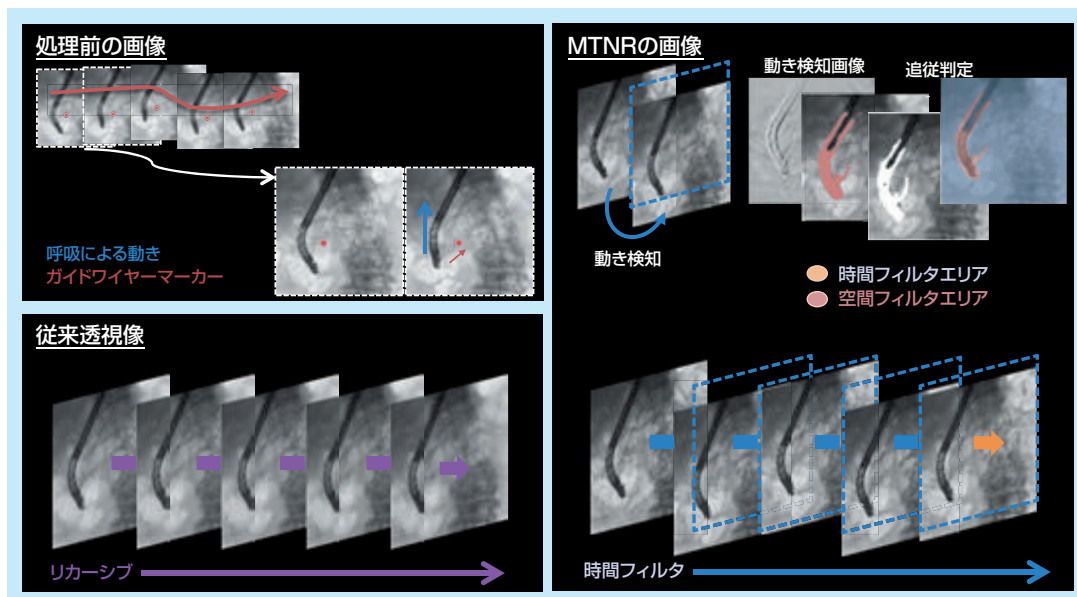 処理前の画像
呼吸による動き
ガイドワイヤーマーカー
従来透視像
リカーシブ
MTNRの画像
動き検知画像
追従判定
動き検知
時間フィルタエリア
空間フィルタエリア
時間フィルタ